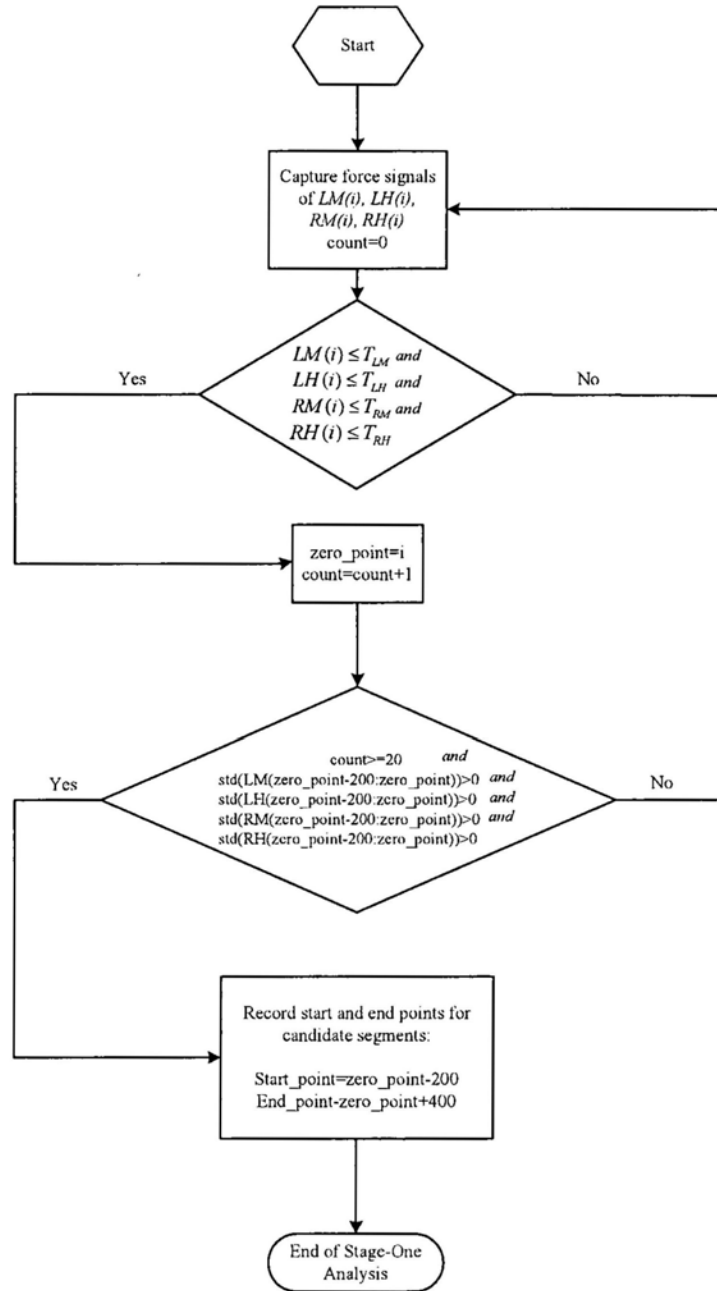 Start
Capture force signals
of LM(i), LH(i),
RM(i), RH(i)
count=0
LM(i) ≤ T_LM and
LH(i) ≤ T_LH and
RM(i) ≤ T_RM and
RH(i) ≤ T_RH
Yes
No
zero_point=i
count=count+1
count>=20 and
std(LM(zero_point-200:zero_point))>0 and
std(LH(zero_point-200:zero_point))>0 and
std(RM(zero_point-200:zero_point))>0 and
std(RH(zero_point-200:zero_point))>0
Yes
No
Record start and end points for
candidate segments:
Start_point=zero_point-200
End_point-zero_point+400
End of Stage-One
Analysis